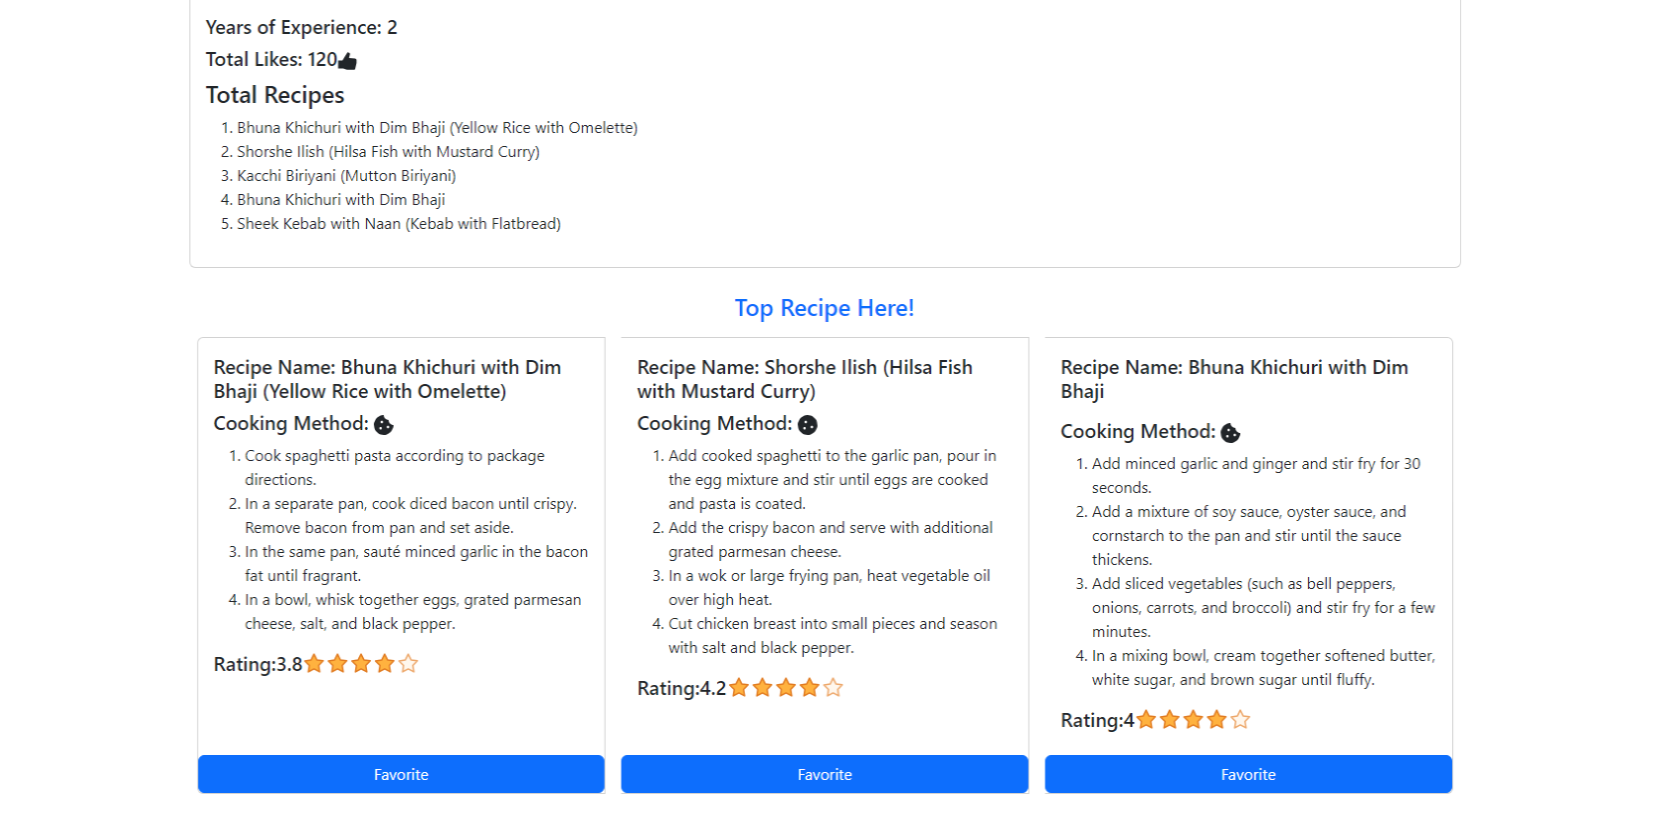 Years of Experience: 2
Total Likes: 120
Total Recipes
1. Bhuna Khichuri with Dim Bhaji (Yellow Rice with Omelette)
2. Shorshe Ilish (Hilsa Fish with Mustard Curry)
3. Kacchi Biriyani (Mutton Biriyani)
4. Bhuna Khichuri with Dim Bhaji
5. Sheek Kebab with Naan (Kebab with Flatbread)
Top Recipe Here!
Recipe Name: Bhuna Khichuri with Dim
Bhaji (Yellow Rice with Omelette)
Cooking Method:
1. Cook spaghetti pasta according to package
directions.
2. In a separate pan, cook diced bacon until crispy.
Remove bacon from pan and set aside.
3. In the same pan, sauté minced garlic in the bacon
fat until fragrant.
4. In a bowl, whisk together eggs, grated parmesan
cheese, salt, and black pepper.
Rating:3.8
Favorite
Recipe Name: Shorshe Ilish (Hilsa Fish
with Mustard Curry)
Cooking Method:
1. Add cooked spaghetti to the garlic pan, pour in
the egg mixture and stir until eggs are cooked
and pasta is coated.
2. Add the crispy bacon and serve with additional
grated parmesan cheese.
3. In a wok or large frying pan, heat vegetable oil
over high heat.
4. Cut chicken breast into small pieces and season
with salt and black pepper.
Rating:4.2
Favorite
Recipe Name: Bhuna Khichuri with Dim
Bhaji
Cooking Method:
1. Add minced garlic and ginger and stir fry for 30
seconds.
2. Add a mixture of soy sauce, oyster sauce, and
cornstarch to the pan and stir until the sauce
thickens.
3. Add sliced vegetables (such as bell peppers,
onions, carrots, and broccoli) and stir fry for a few
minutes.
4. In a mixing bowl, cream together softened butter,
white sugar, and brown sugar until fluffy.
Rating:4
Favorite